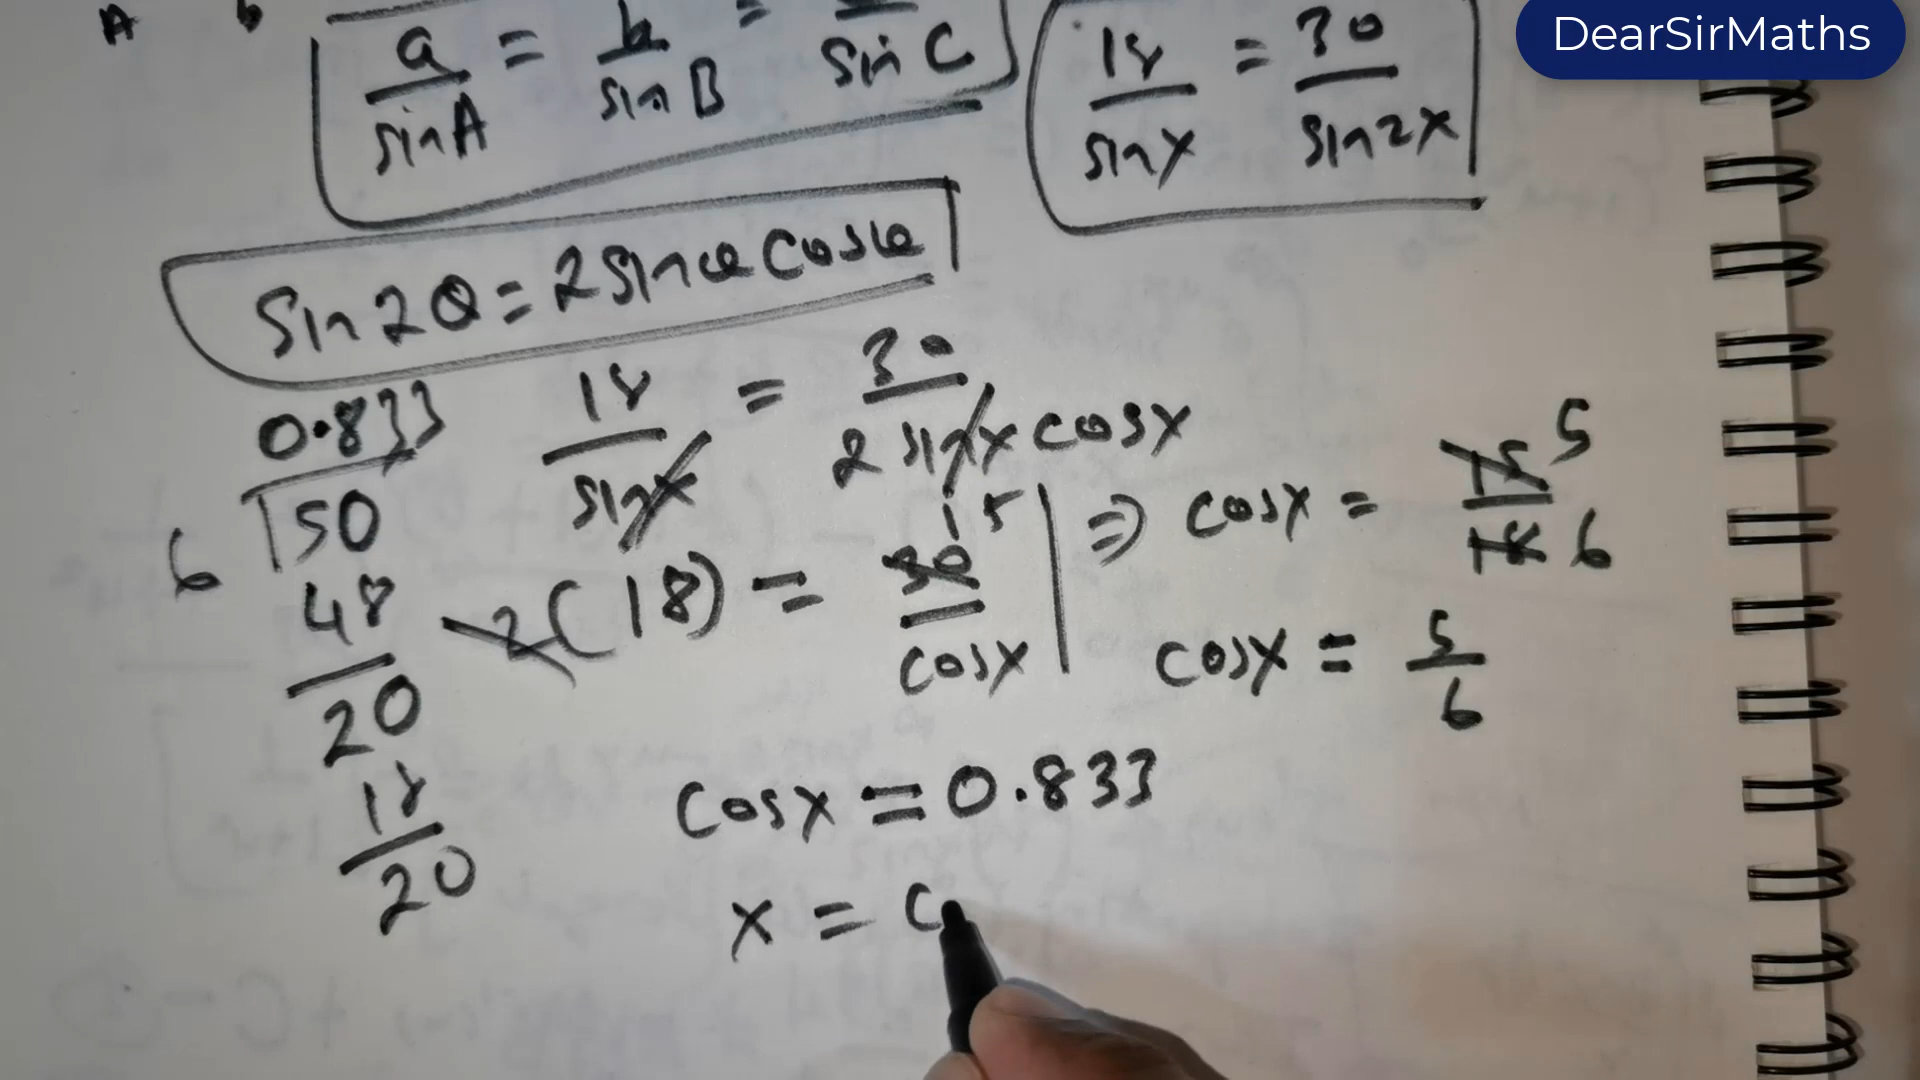 DearSirMaths
A b
a/sinA = b/sinB = /sinC
18/sinx = 30/sin2x
Sin2θ = 2sinθcosθ
18/sinx = 30/2sinxcosx
0.833
6 50
48
20
18
20
2(18) = 30 15/cosx
⇒ cosx = 15 5/18 6
cosx = 5/6
cosx = 0.833
x = c